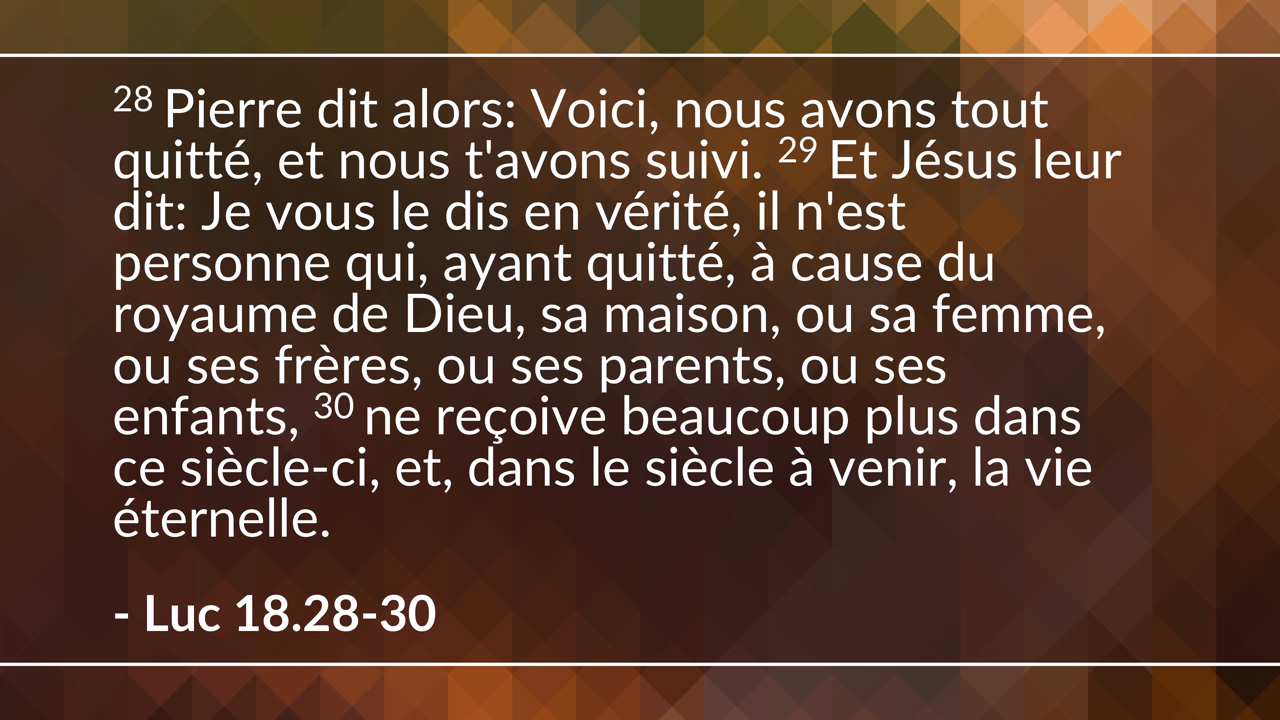 28 Pierre dit alors: Voici, nous avons tout
quitté, et nous t'avons suivi. 29 Et Jésus leur
dit: Je vous le dis en vérité, il n'est
personne qui, ayant quitté, à cause du
royaume de Dieu, sa maison, ou sa femme,
ou ses frères, ou ses parents, ou ses
enfants, 30 ne reçoive beaucoup plus dans
ce siècle-ci, et, dans le siècle à venir, la vie
éternelle.
- Luc 18.28-30